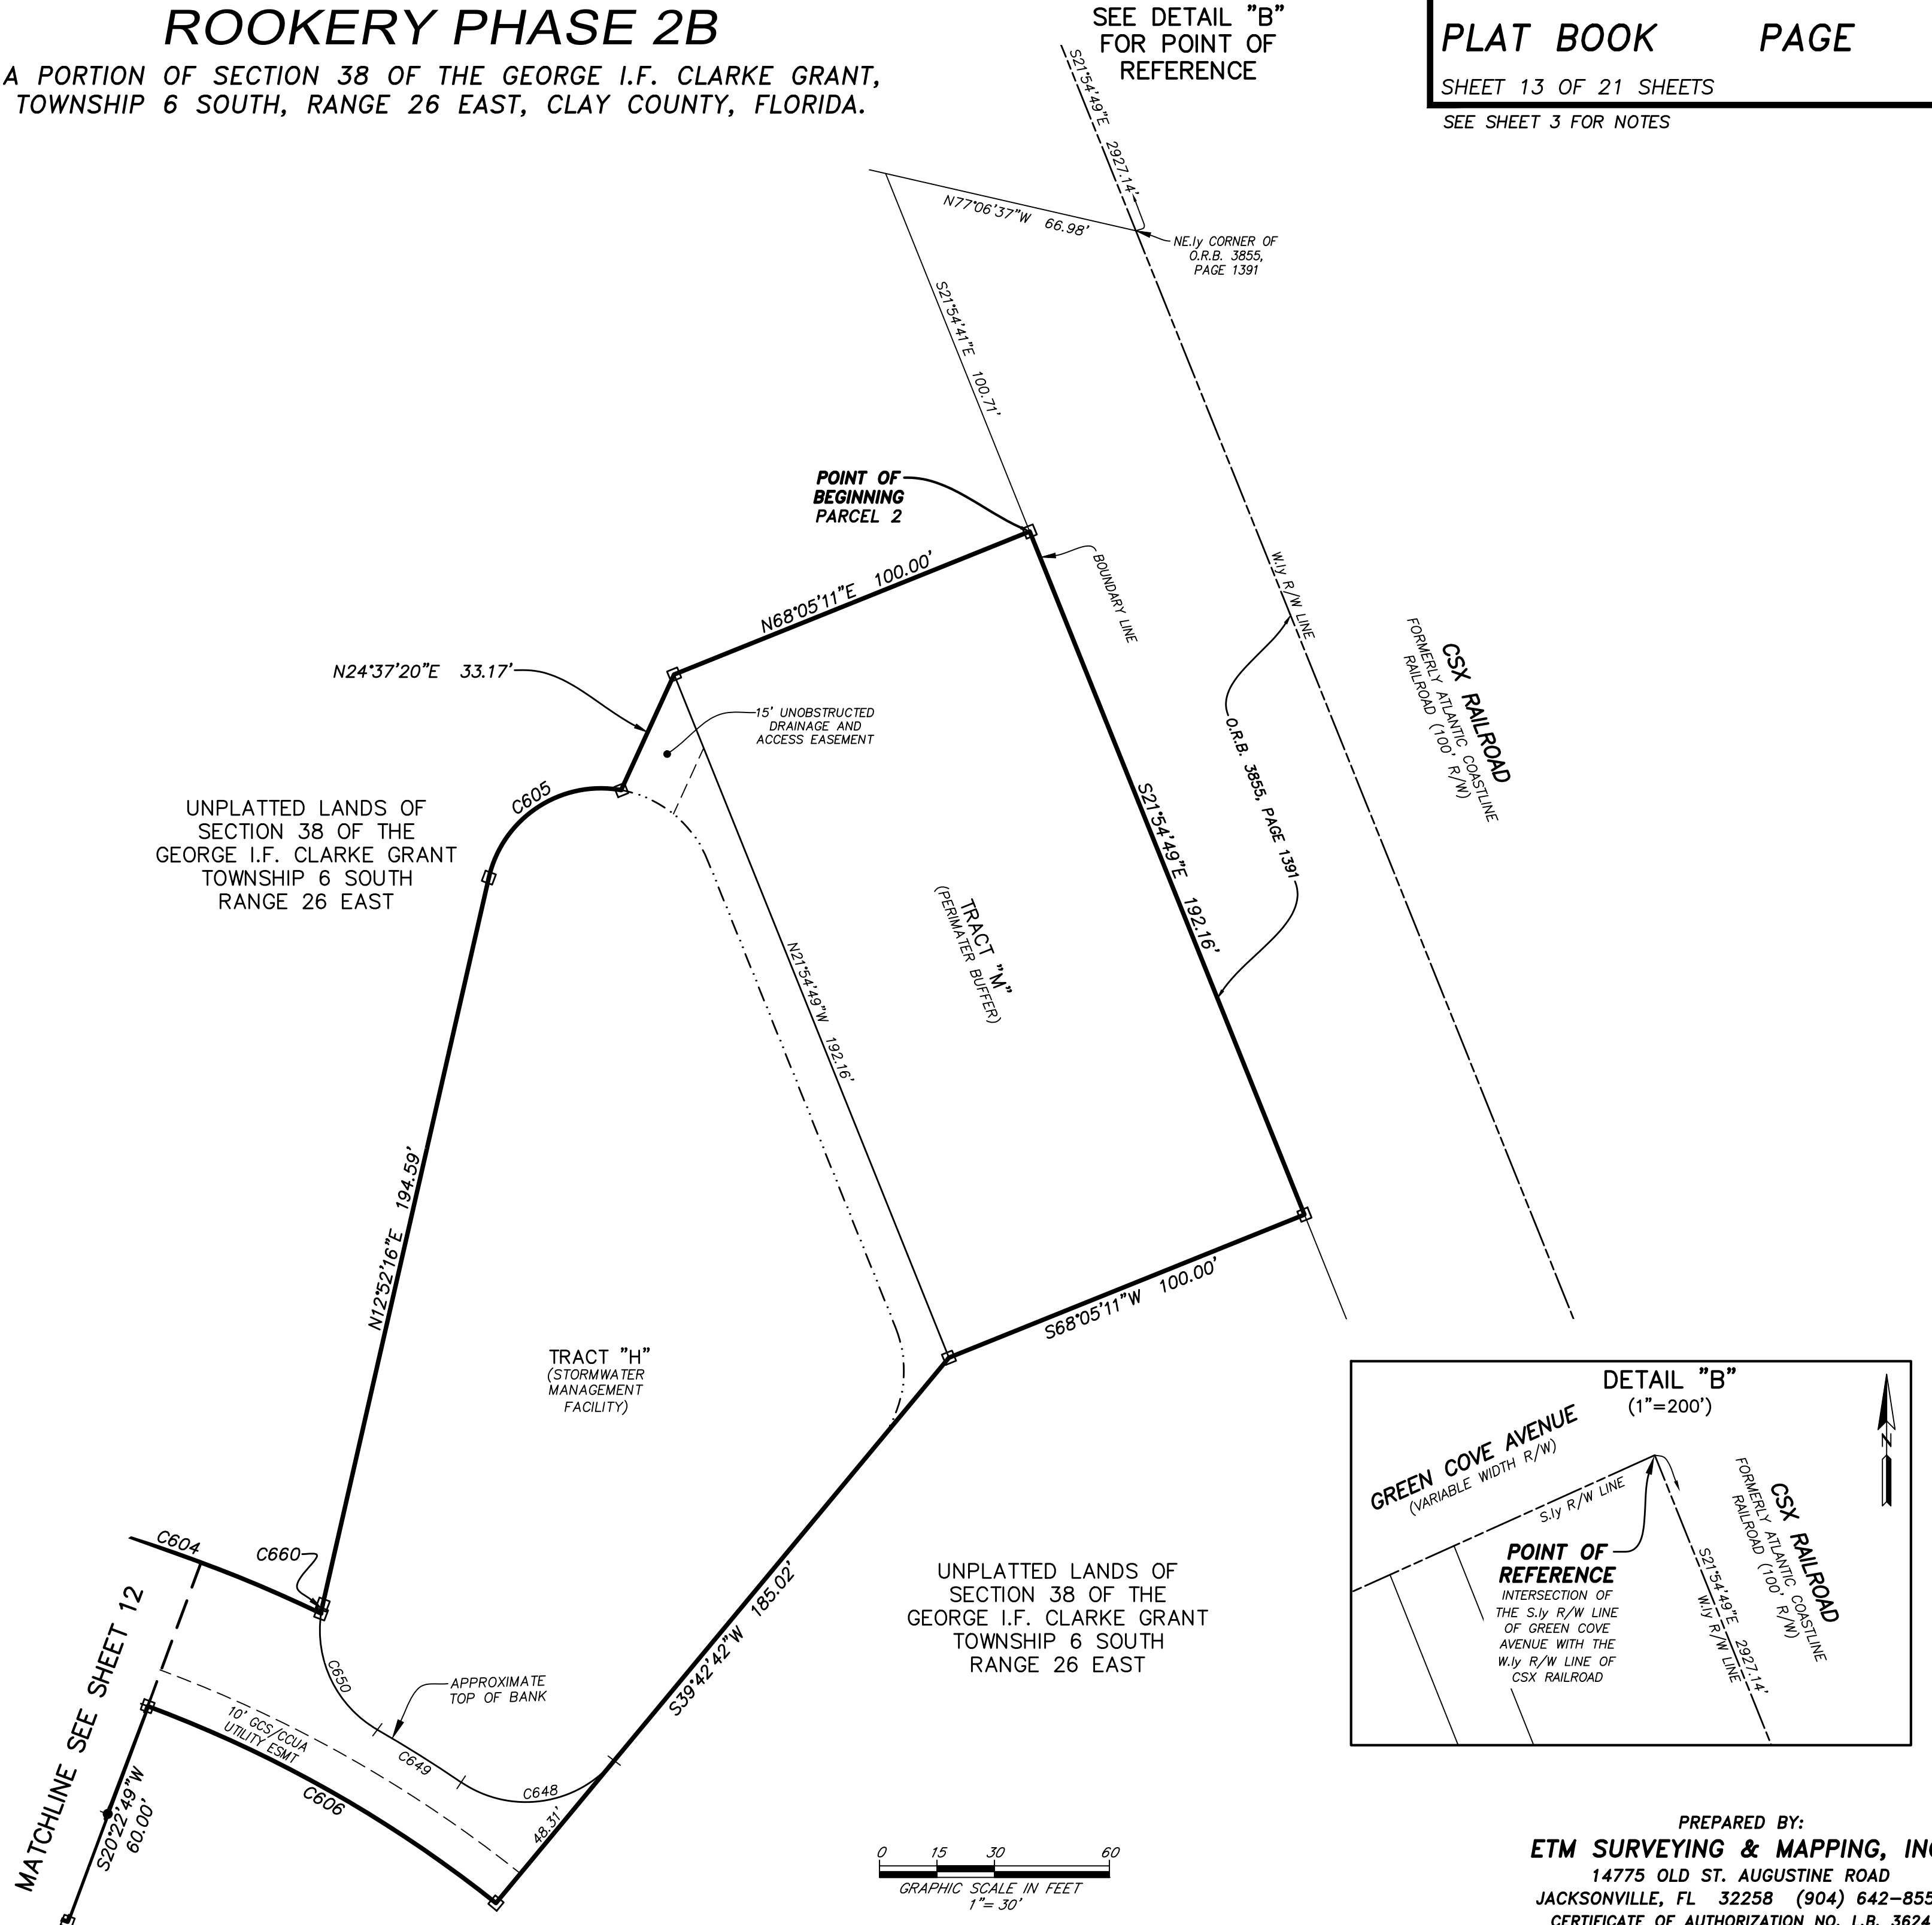 ROOKERY PHASE 2B
A PORTION OF SECTION 38 OF THE GEORGE I.F. CLARKE GRANT,
TOWNSHIP 6 SOUTH, RANGE 26 EAST, CLAY COUNTY, FLORIDA.
SEE DETAIL "B"
FOR POINT OF
REFERENCE
PLAT BOOK PAGE
SHEET 13 OF 21 SHEETS
SEE SHEET 3 FOR NOTES
S21°54'49"E 2927.14'
N77°06'37"W 66.98'
NE.ly CORNER OF
O.R.B. 3855,
PAGE 1391
S21°54'41"E 100.71'
POINT OF
BEGINNING
PARCEL 2
BOUNDARY LINE
W.ly R/W LINE
N68°05'11"E 100.00'
N24°37'20"E 33.17'
15' UNOBSTRUCTED
DRAINAGE AND
ACCESS EASEMENT
CSX RAILROAD
FORMERLY ATLANTIC COASTLINE
RAILROAD (100' R/W)
O.R.B. 3855, PAGE 1391
S21°54'49"E 192.16'
C605
UNPLATTED LANDS OF
SECTION 38 OF THE
GEORGE I.F. CLARKE GRANT
TOWNSHIP 6 SOUTH
RANGE 26 EAST
TRACT "M"
(PERIMATER BUFFER)
N21°54'49"W 192.16'
N12°52'16"E 194.59'
S68°05'11"W 100.00'
TRACT "H"
(STORMWATER
MANAGEMENT
FACILITY)
C604
C660
S39°42'42"W 185.02'
UNPLATTED LANDS OF
SECTION 38 OF THE
GEORGE I.F. CLARKE GRANT
TOWNSHIP 6 SOUTH
RANGE 26 EAST
C650
APPROXIMATE
TOP OF BANK
C649
C648
48.31'
10' GCS/CCUA
UTILITY ESMT
C606
MATCHLINE SEE SHEET 12
S20°22'49"W
60.00'
DETAIL "B"
(1"=200')
N
GREEN COVE AVENUE
(VARIABLE WIDTH R/W)
S.ly R/W LINE
POINT OF
REFERENCE
INTERSECTION OF
THE S.ly R/W LINE
OF GREEN COVE
AVENUE WITH THE
W.ly R/W LINE OF
CSX RAILROAD
S21°54'49"E 2927.14'
W.ly R/W LINE
CSX RAILROAD
FORMERLY ATLANTIC COASTLINE
RAILROAD (100' R/W)
0 15 30 60
GRAPHIC SCALE IN FEET
1"= 30'
PREPARED BY:
ETM SURVEYING & MAPPING, INC
14775 OLD ST. AUGUSTINE ROAD
JACKSONVILLE, FL 32258 (904) 642-855
CERTIFICATE OF AUTHORIZATION NO. L.B. 3624